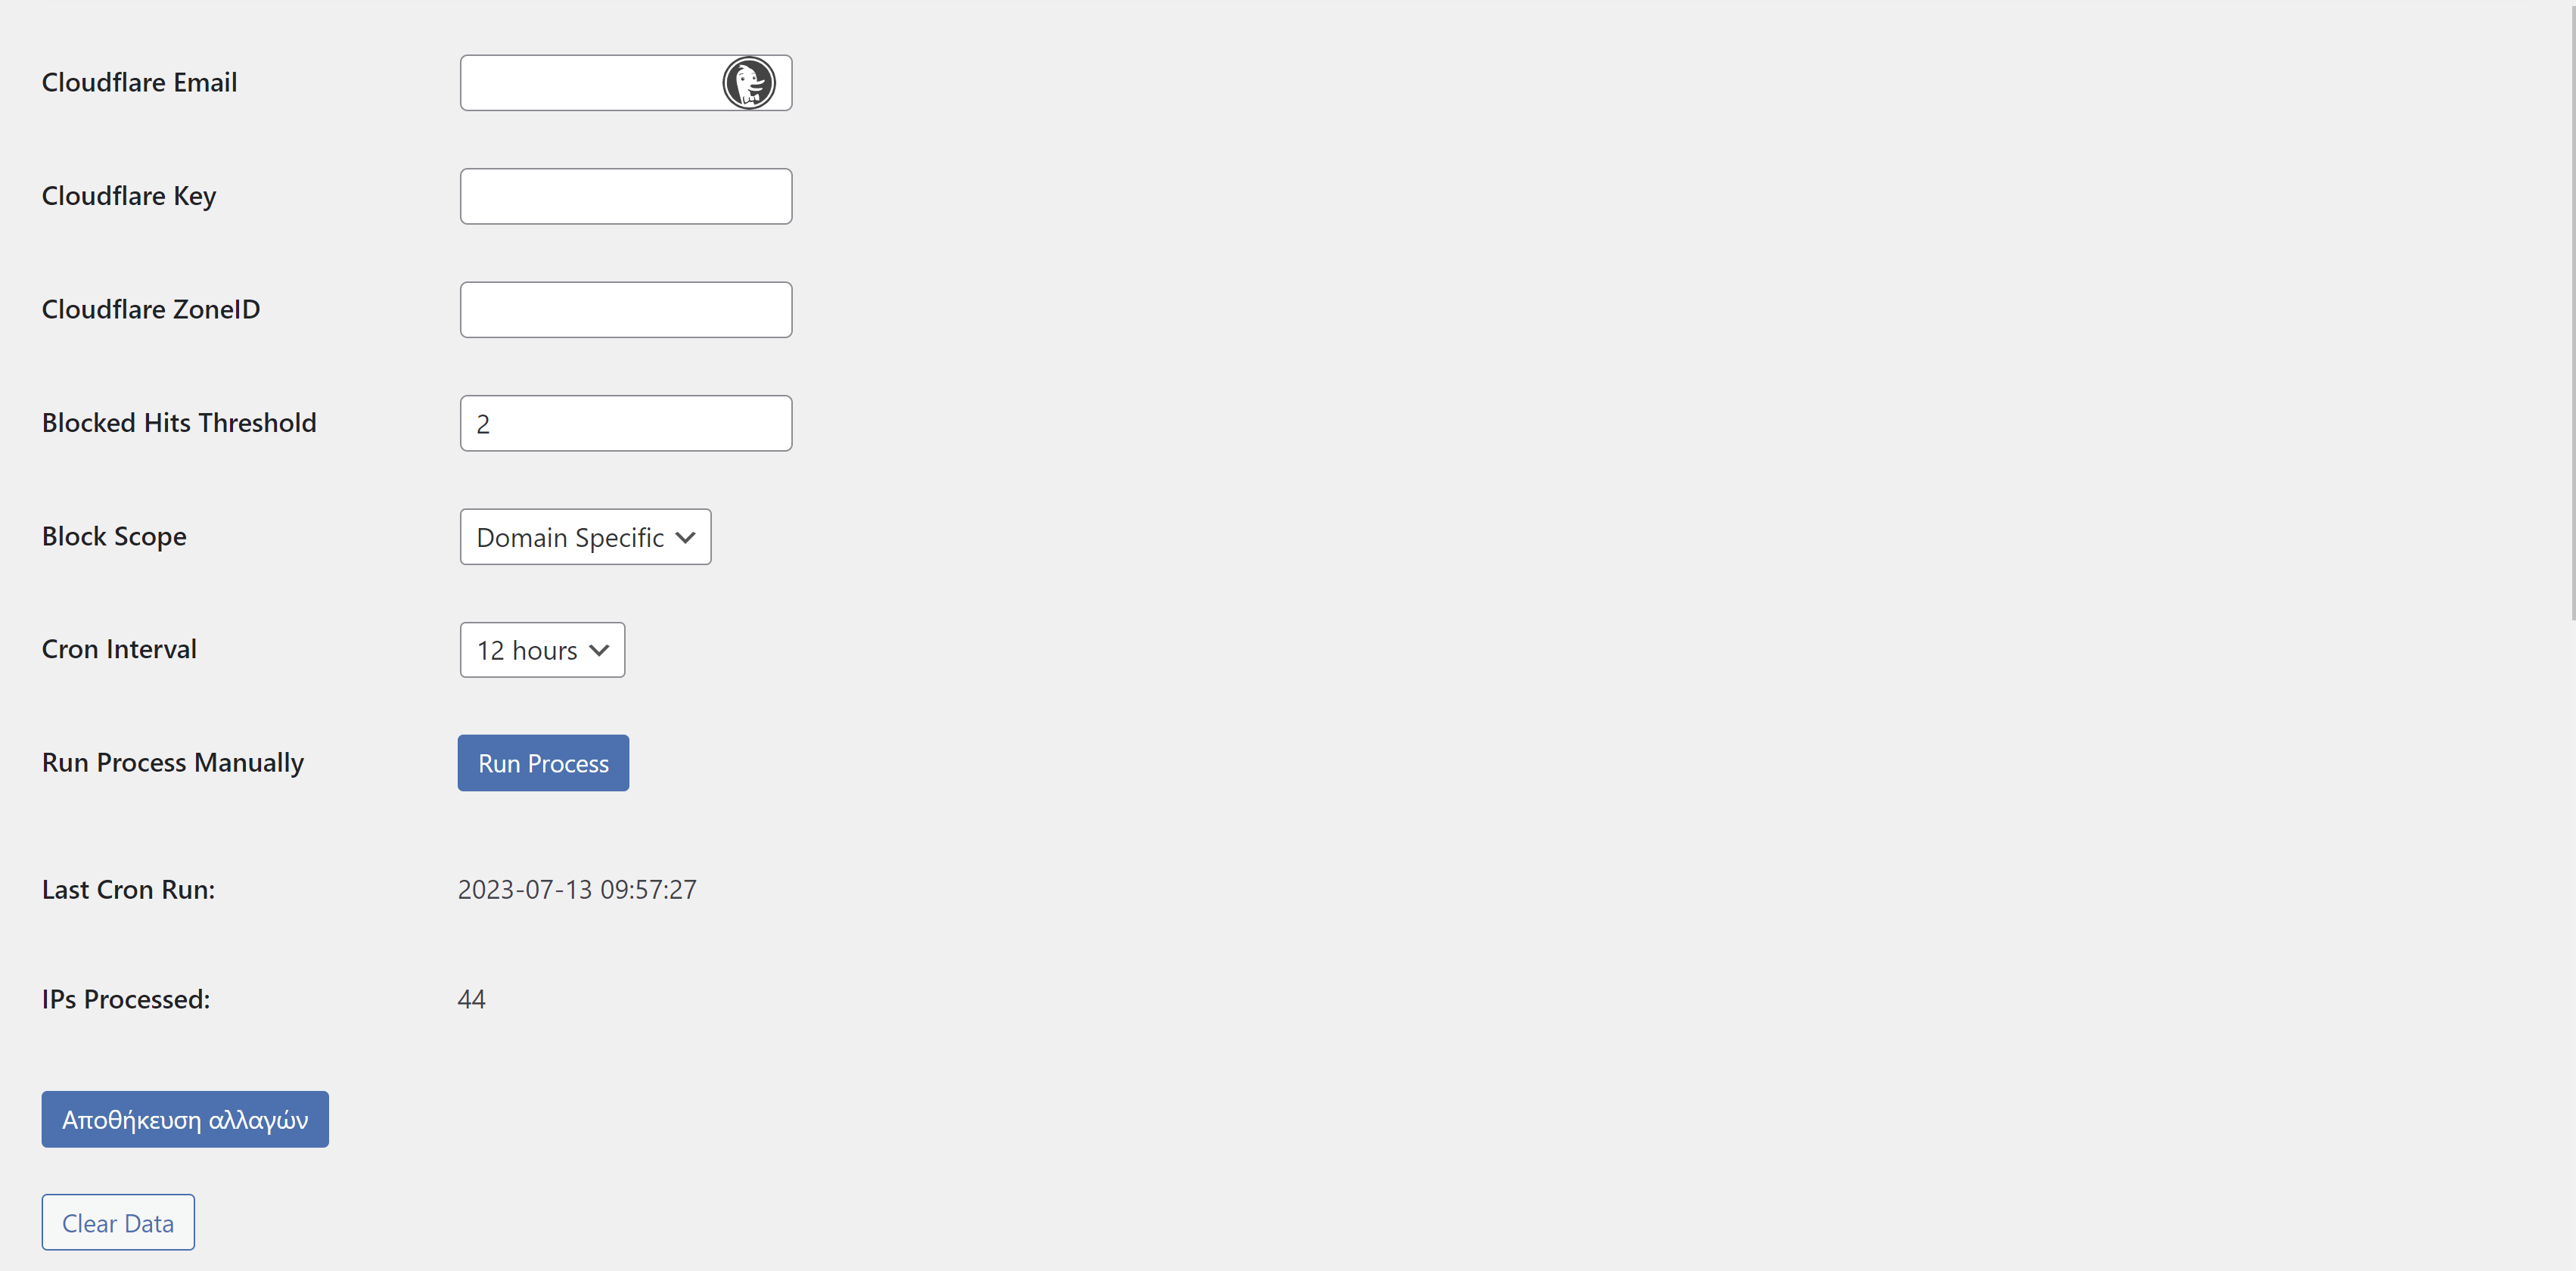 Cloudflare Email
Cloudflare Key
Cloudflare ZoneID
Blocked Hits Threshold 2
Block Scope Domain Specific
Cron Interval 12 hours
Run Process Manually Run Process
Last Cron Run: 2023-07-13 09:57:27
IPs Processed: 44
Αποθήκευση αλλαγών
Clear Data